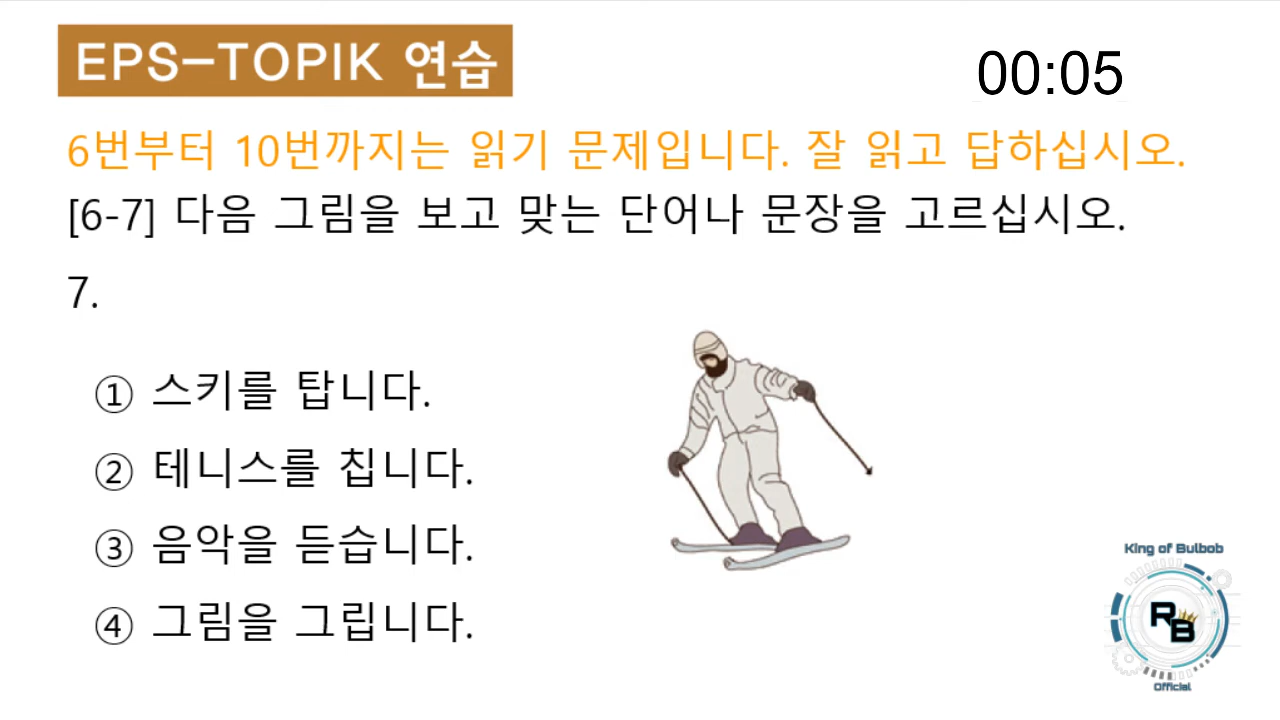 EPS-TOPIK 연습
00:05
6번부터 10번까지는 읽기 문제입니다. 잘 읽고 답하십시오.
[6-7] 다음 그림을 보고 맞는 단어나 문장을 고르십시오.
7.
① 스키를 탑니다.
② 테니스를 칩니다.
③ 음악을 듣습니다.
④ 그림을 그립니다.
King of Bulbob
RB
Official